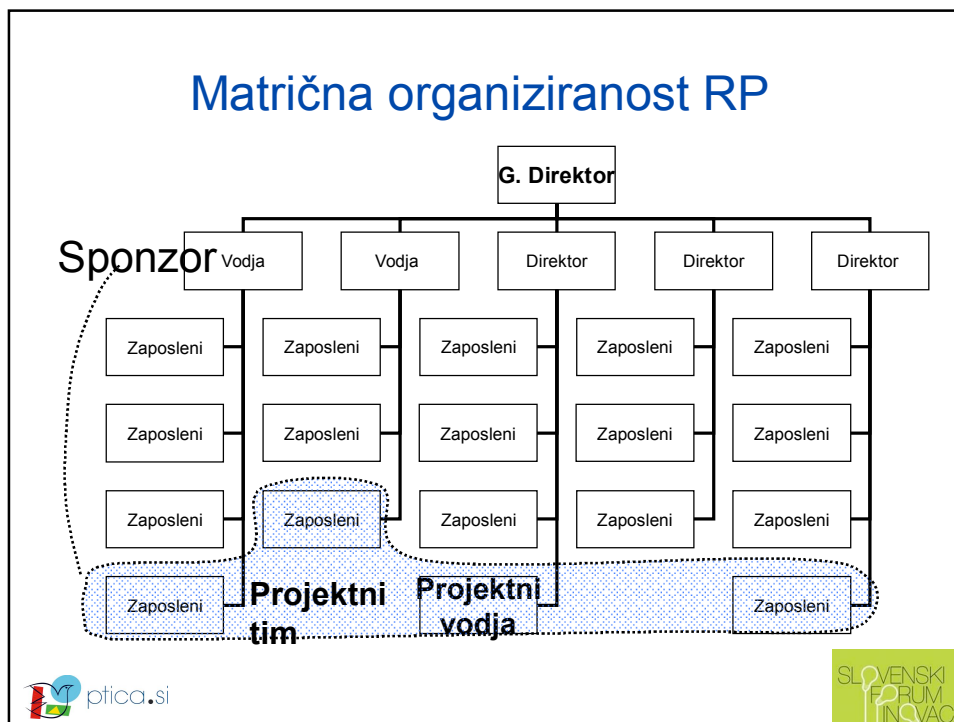 Matrična organiziranost RP
G. Direktor
Sponzor
Vodja Vodja Direktor Direktor Direktor
Zaposleni Zaposleni Zaposleni Zaposleni Zaposleni
Zaposleni Zaposleni Zaposleni Zaposleni Zaposleni
Zaposleni Zaposleni Zaposleni Zaposleni Zaposleni
Zaposleni Projektni Projektni Zaposleni
tim vodja
ptica.si
SLOVENSKI
FORUM
INOVAC